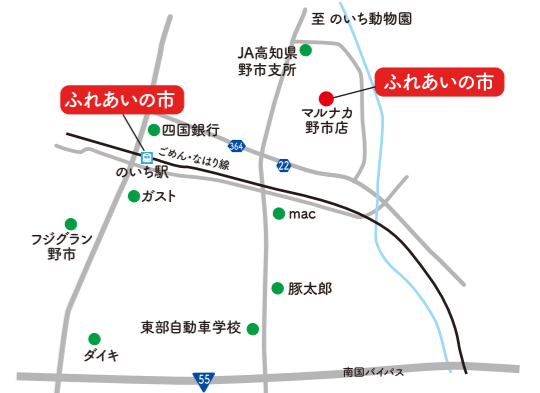 至 のいち動物園
JA高知県
野市支所
ふれあいの市
ふれあいの市
マルナカ
野市店
四国銀行
364
ごめん・なはり線
22
のいち駅
ガスト
mac
フジグラン
野市
豚太郎
東部自動車学校
ダイキ
55
南国バイパス